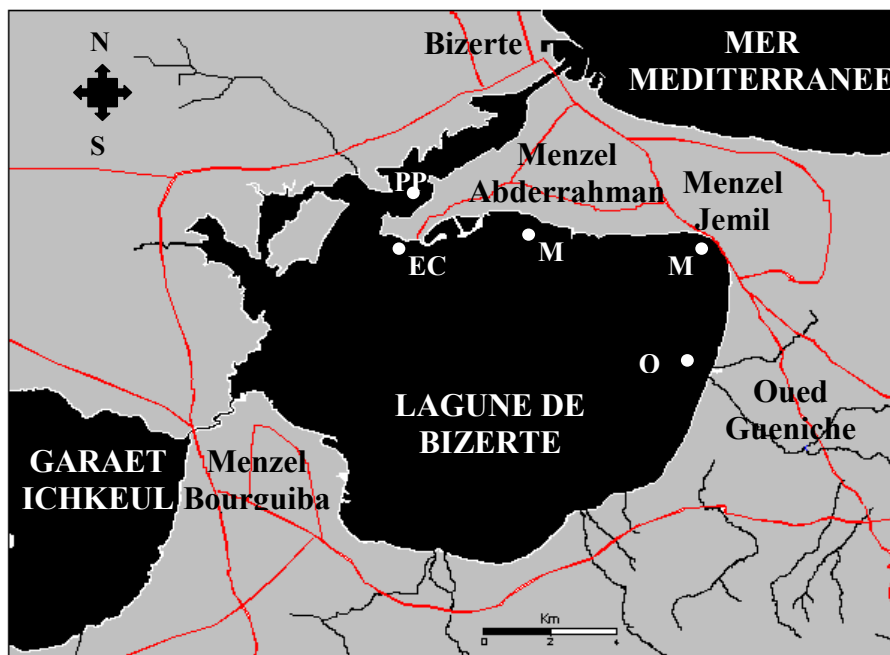 N
S
Bizerte
MER
MEDITERRANEE
Menzel
Abderrahman
Menzel
Jemil
PP
EC
M
M
O
LAGUNE DE
BIZERTE
Oued
Gueniche
GARAET
ICHKEUL
Menzel
Bourguiba
Km
0 2 4